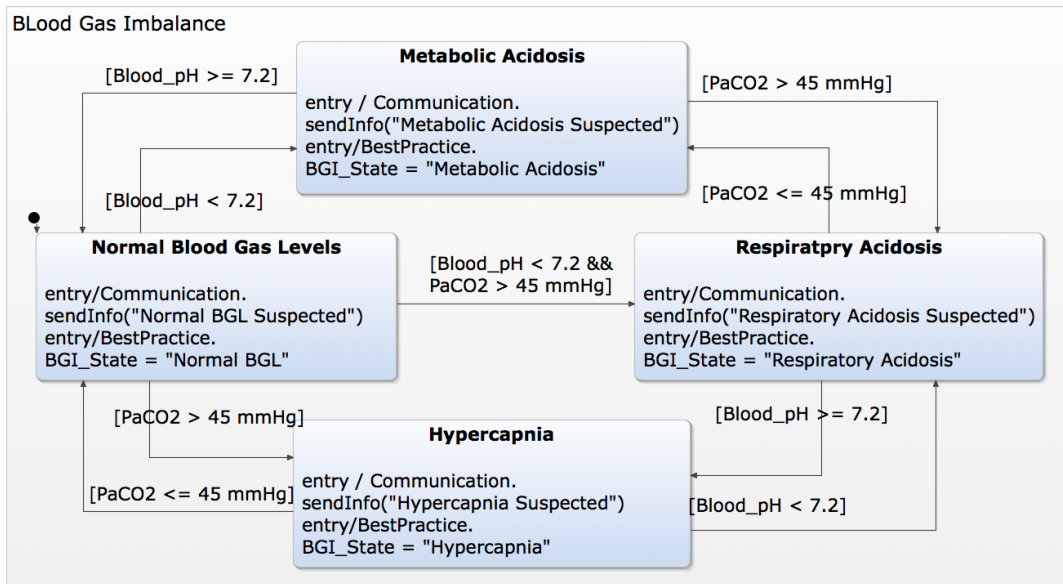 BLood Gas Imbalance
Metabolic Acidosis
entry / Communication.
sendInfo("Metabolic Acidosis Suspected")
entry/BestPractice.
BGI_State = "Metabolic Acidosis"
[Blood_pH >= 7.2]
[PaCO2 > 45 mmHg]
[Blood_pH < 7.2]
[PaCO2 <= 45 mmHg]
Normal Blood Gas Levels
entry/Communication.
sendInfo("Normal BGL Suspected")
entry/BestPractice.
BGI_State = "Normal BGL"
[Blood_pH < 7.2 &&
PaCO2 > 45 mmHg]
Respiratpry Acidosis
entry/Communication.
sendInfo("Respiratory Acidosis Suspected")
entry/BestPractice.
BGI_State = "Respiratory Acidosis"
[PaCO2 > 45 mmHg]
[Blood_pH >= 7.2]
Hypercapnia
entry / Communication.
sendInfo("Hypercapnia Suspected")
entry/BestPractice.
BGI_State = "Hypercapnia"
[PaCO2 <= 45 mmHg]
[Blood_pH < 7.2]